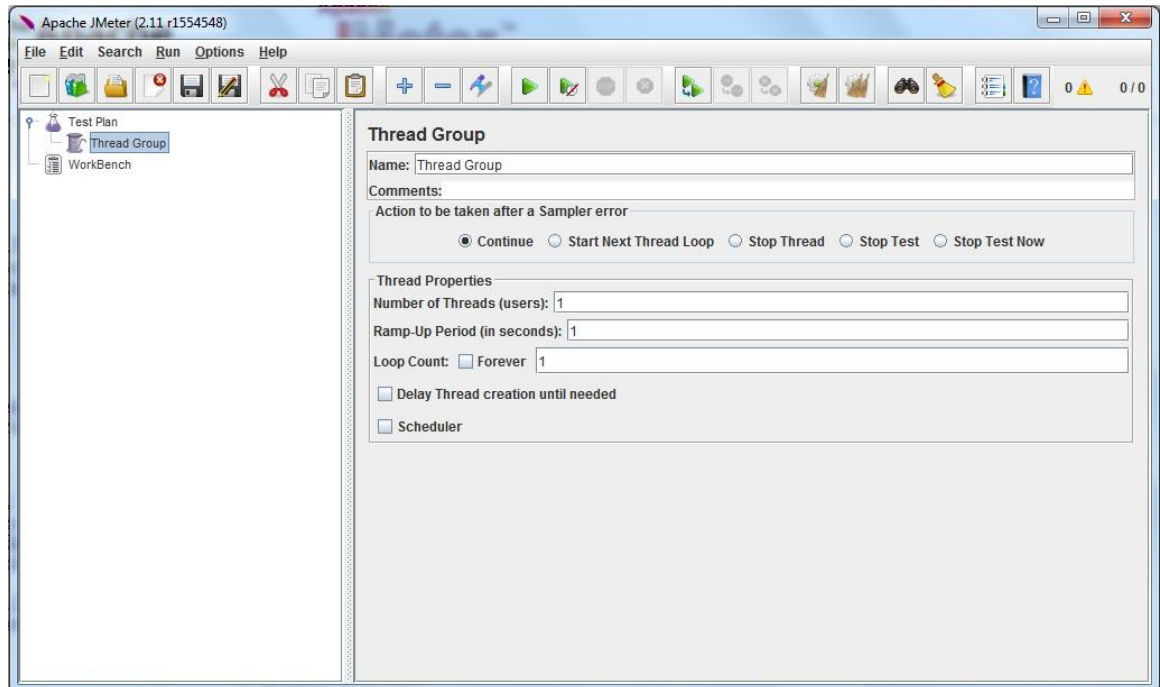 Apache JMeter (2.11 r1554548)
File Edit Search Run Options Help
0 0 / 0
Test Plan
Thread Group
WorkBench
Thread Group
Name: Thread Group
Comments:
Action to be taken after a Sampler error
Continue Start Next Thread Loop Stop Thread Stop Test Stop Test Now
Thread Properties
Number of Threads (users): 1
Ramp-Up Period (in seconds): 1
Loop Count: Forever 1
Delay Thread creation until needed
Scheduler